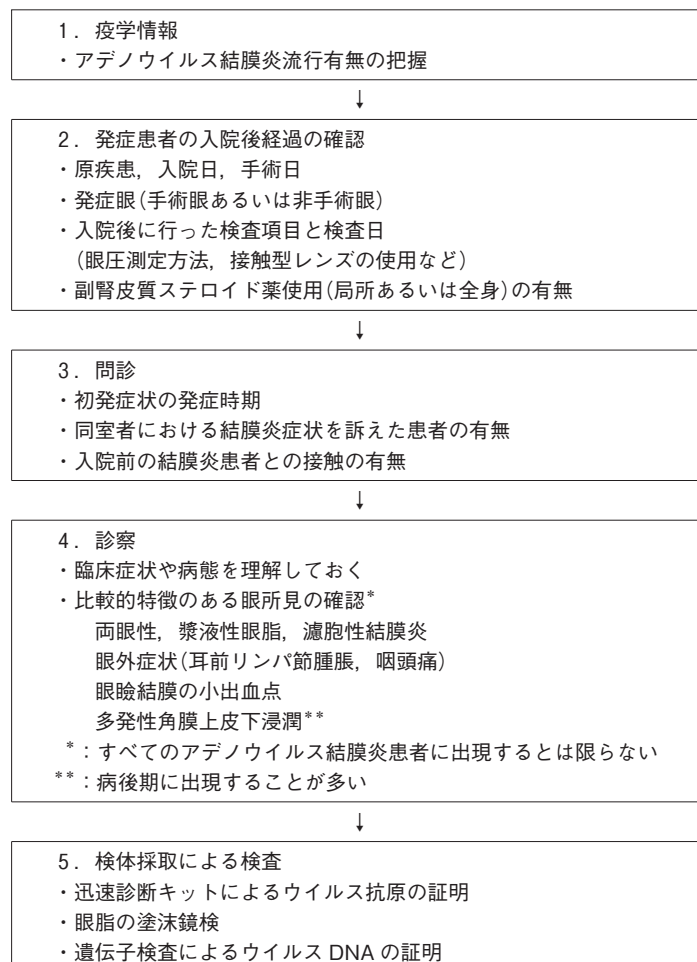 1．疫学情報
・アデノウイルス結膜炎流行有無の把握
↓
2．発症患者の入院後経過の確認
・原疾患，入院日，手術日
・発症眼(手術眼あるいは非手術眼)
・入院後に行った検査項目と検査日
(眼圧測定方法，接触型レンズの使用など)
・副腎皮質ステロイド薬使用(局所あるいは全身)の有無
↓
3．問診
・初発症状の発症時期
・同室者における結膜炎症状を訴えた患者の有無
・入院前の結膜炎患者との接触の有無
↓
4．診察
・臨床症状や病態を理解しておく
・比較的特徴のある眼所見の確認*
両眼性，漿液性眼脂，濾胞性結膜炎
眼外症状(耳前リンパ節腫脹，咽頭痛)
眼瞼結膜の小出血点
多発性角膜上皮下浸潤**
*：すべてのアデノウイルス結膜炎患者に出現するとは限らない
**：病後期に出現することが多い
↓
5．検体採取による検査
・迅速診断キットによるウイルス抗原の証明
・眼脂の塗沫鏡検
・遺伝子検査によるウイルス DNA の証明